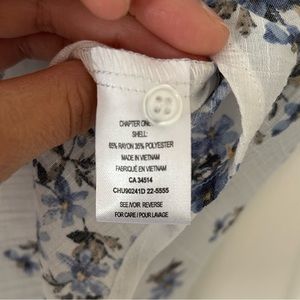 CHAPTER ONE
SHELL:
65% RAYON 35% POLYESTER
MADE IN VIETNAM
FABRIQUÉ EN VIETNAM
CA 34514
CHU90241D 22-5555
SEE/VOIR REVERSE
FOR CARE / POUR LAVAGE